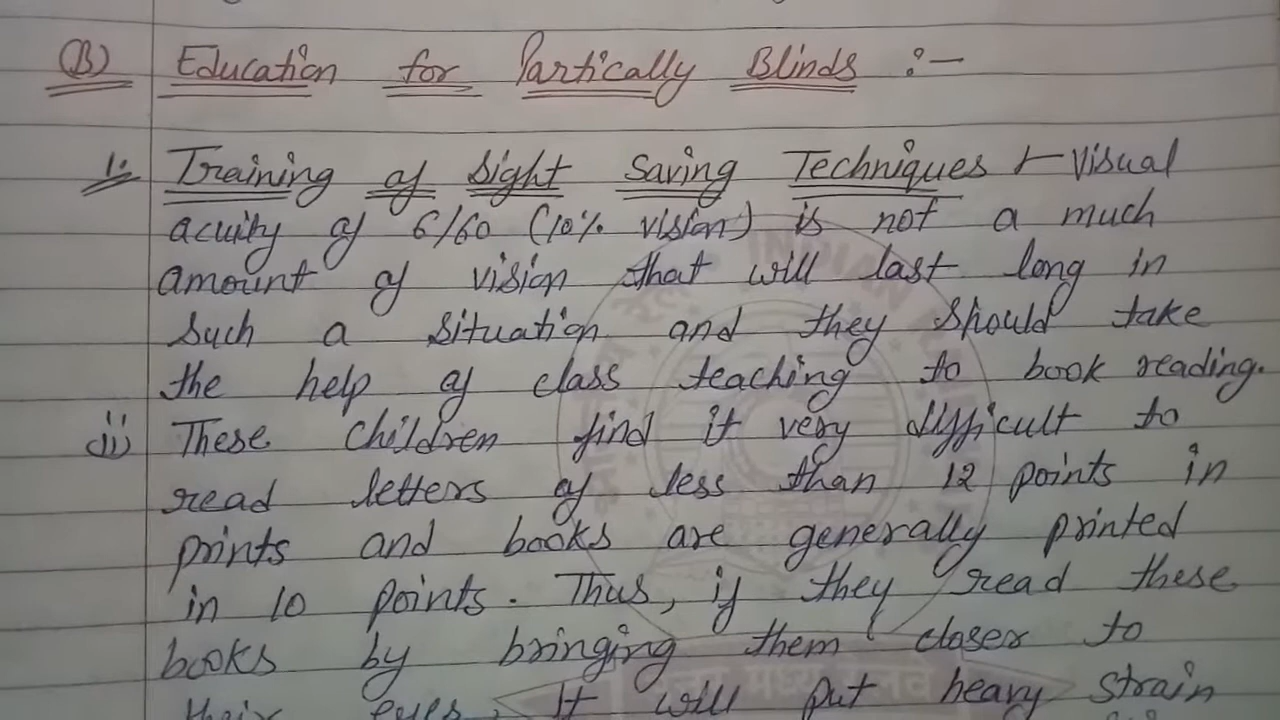 (B) Education for Partically Blinds :-
1. Training of Sight Saving Techniques :- Visual
acuity of 6/60 (10% vision) is not a much
amount of vision that will last long in
such a situation and they should take
the help of class teaching to book reading.
ii) These children find it very difficult to
read letters of less than 12 points in
prints and books are generally printed
in 10 points. Thus, if they read these
books by bringing them closer to
their eyes, It will put heavy strain